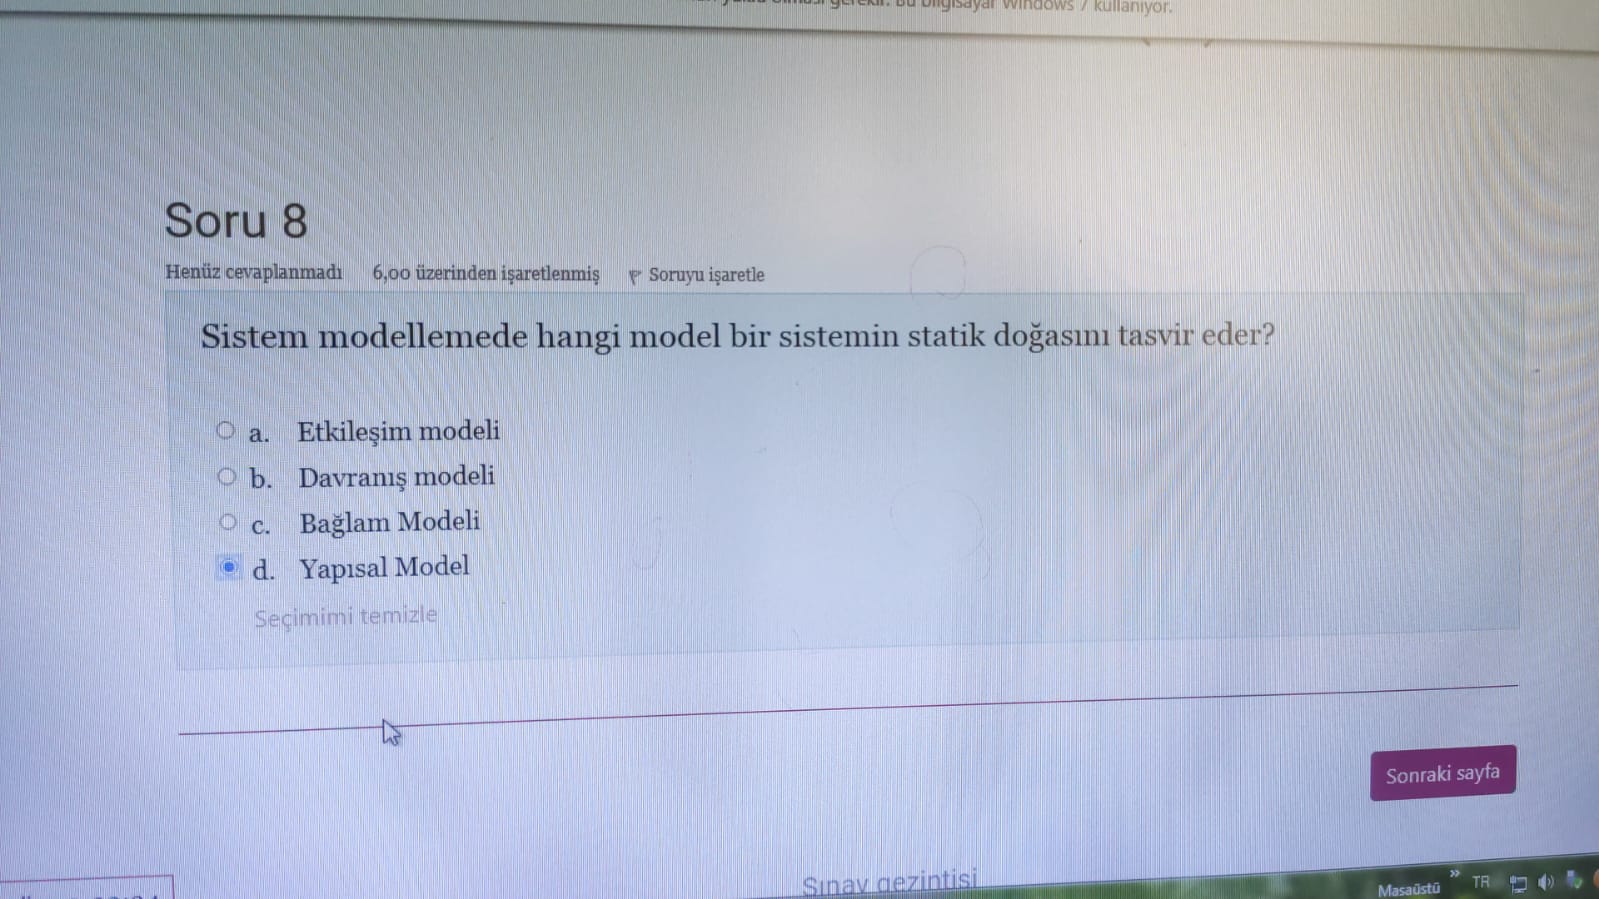 gerekir. Bu bilgisayar Windows 7 kullanıyor.
Soru 8
Henüz cevaplanmadı 6,00 üzerinden işaretlenmiş Soruyu işaretle
Sistem modellemede hangi model bir sistemin statik doğasını tasvir eder?
a. Etkileşim modeli
b. Davranış modeli
c. Bağlam Modeli
d. Yapısal Model
Seçimimi temizle
Sonraki sayfa
Sınav gezintisi
Masaüstü » TR